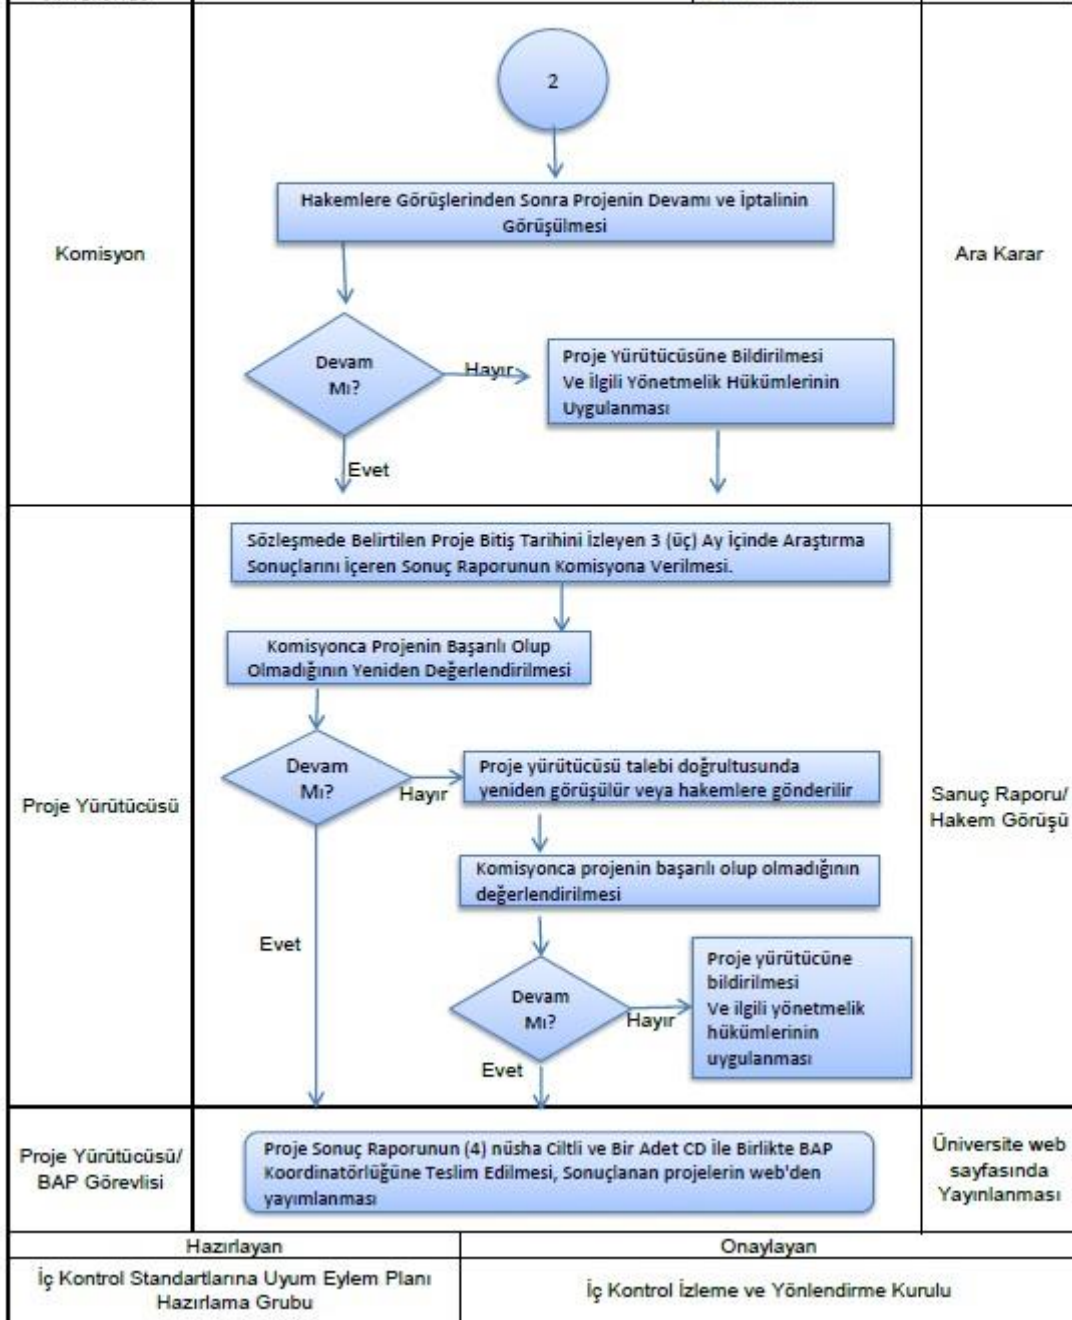 2
Hakemlere Görüşlerinden Sonra Projenin Devamı ve İptalinin
Görüşülmesi
Komisyon
Ara Karar
Devam
Mı?
Hayır
Proje Yürütücüsüne Bildirilmesi
Ve İlgili Yönetmelik Hükümlerinin
Uygulanması
Evet
Sözleşmede Belirtilen Proje Bitiş Tarihini İzleyen 3 (üç) Ay İçinde Araştırma
Sonuçlarını İçeren Sonuç Raporunun Komisyona Verilmesi.
Komisyonca Projenin Başarılı Olup
Olmadığının Yeniden Değerlendirilmesi
Devam
Mı?
Hayır
Proje yürütücüsü talebi doğrultusunda
yeniden görüşülür veya hakemlere gönderilir
Proje Yürütücüsü
Sanuç Raporu/
Hakem Görüşü
Komisyonca projenin başarılı olup olmadığının
değerlendirilmesi
Evet
Devam
Mı?
Hayır
Proje yürütücüne
bildirilmesi
Ve ilgili yönetmelik
hükümlerinin
uygulanması
Evet
Proje Yürütücüsü/
BAP Görevlisi
Proje Sonuç Raporunun (4) nüsha Ciltli ve Bir Adet CD İle Birlikte BAP
Koordinatörlüğüne Teslim Edilmesi, Sonuçlanan projelerin web'den
yayımlanması
Üniversite web
sayfasında
Yayınlanması
Hazırlayan
Onaylayan
İç Kontrol Standartlarına Uyum Eylem Planı
Hazırlama Grubu
İç Kontrol İzleme ve Yönlendirme Kurulu